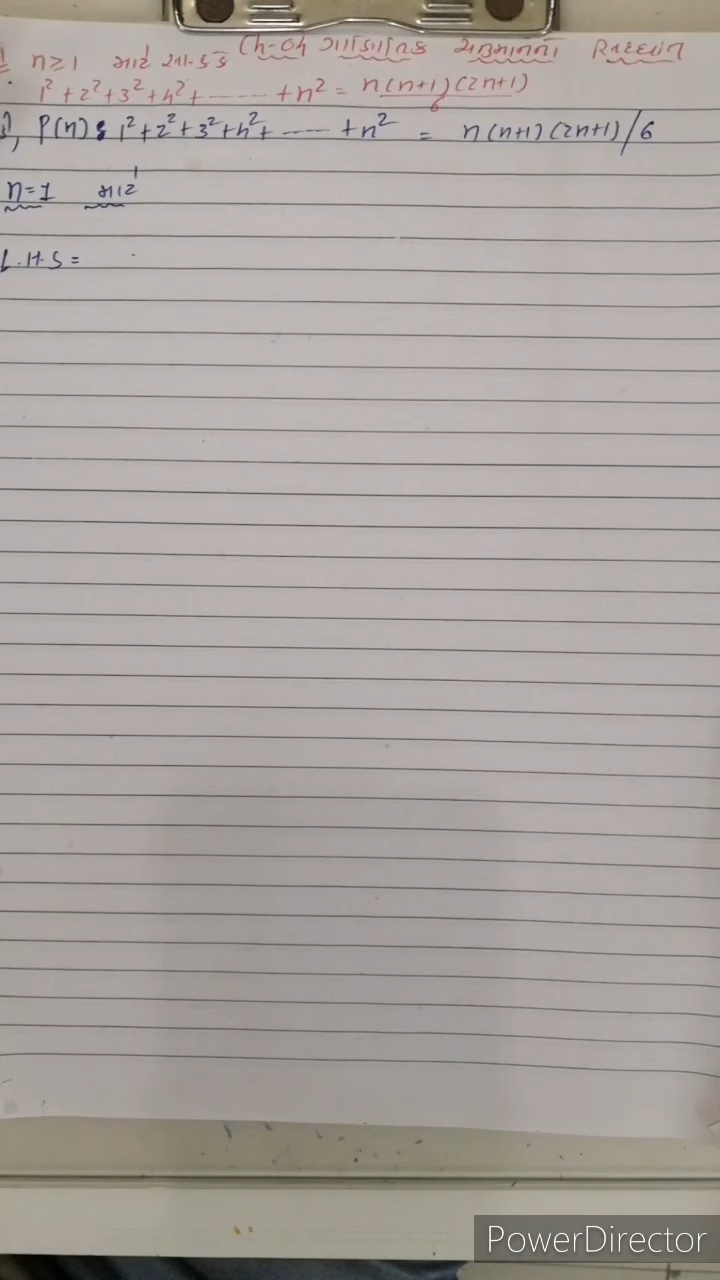 Ch-04 ગાણિતિક અનુમાનનો સિદ્ધાંત
n≥1 માટે સા.ક.કે
1² + 2² + 3² + 4² + ------ + n² = n(n+1)(2n+1)/6
P(n) : 1² + 2² + 3² + 4² + ------ + n² = n(n+1)(2n+1)/6
n=1 માટે
L.H.S =
PowerDirector